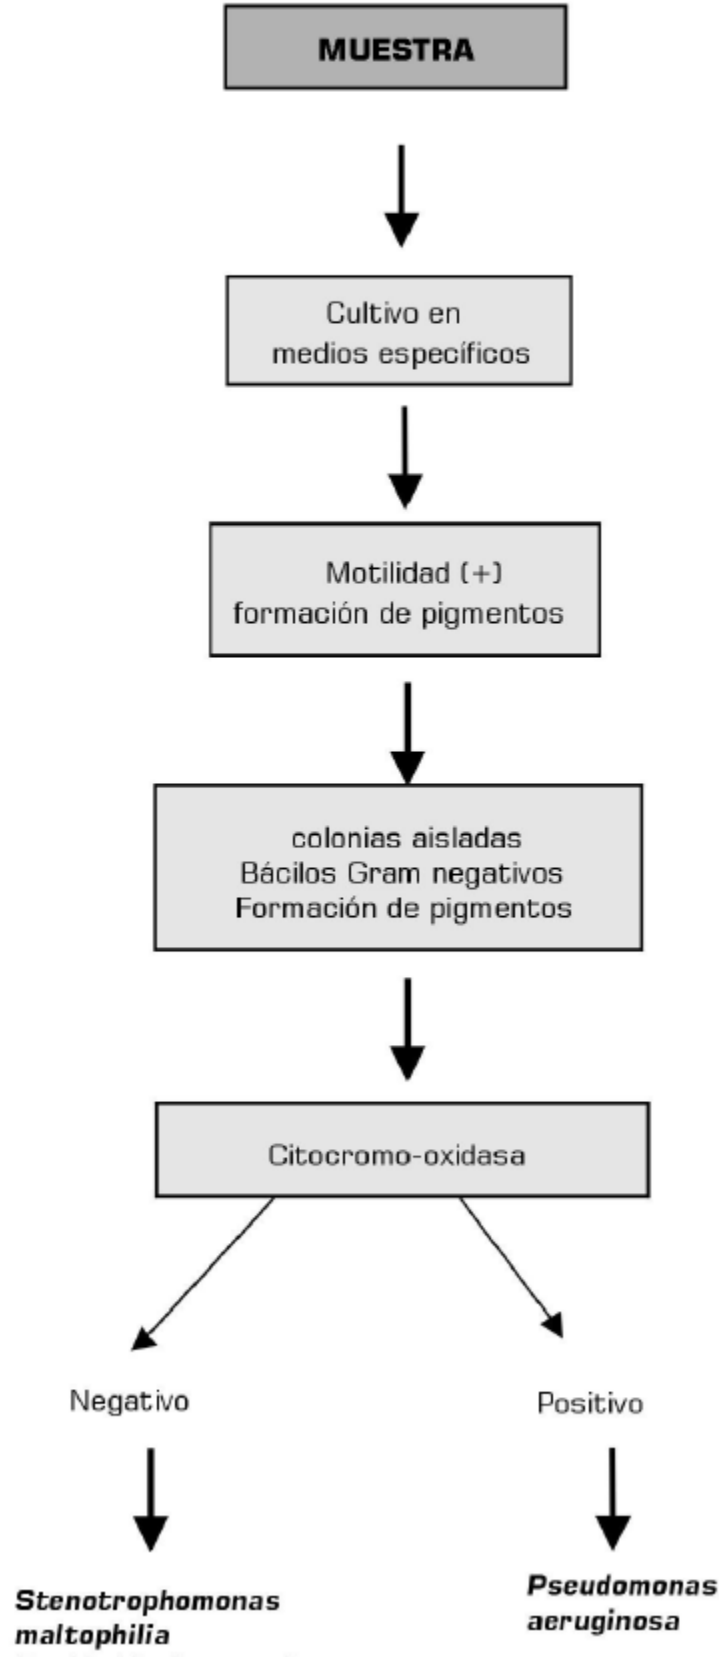 MUESTRA
Cultivo en
medios específicos
Motilidad (+)
formación de pigmentos
colonias aisladas
Bácilos Gram negativos
Formación de pigmentos
Citocromo-oxidasa
Negativo
Positivo
Stenotrophomonas
maltophilia
Pseudomonas
aeruginosa